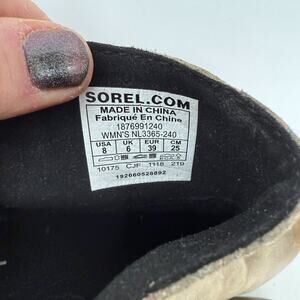 SOREL.COM
MADE IN CHINA
Fabriqué En Chine
1876991240
WMN'S NL3365-240
USA UK EUR CM
8 6 39 25
10175 CJF 1118 219
192660528892